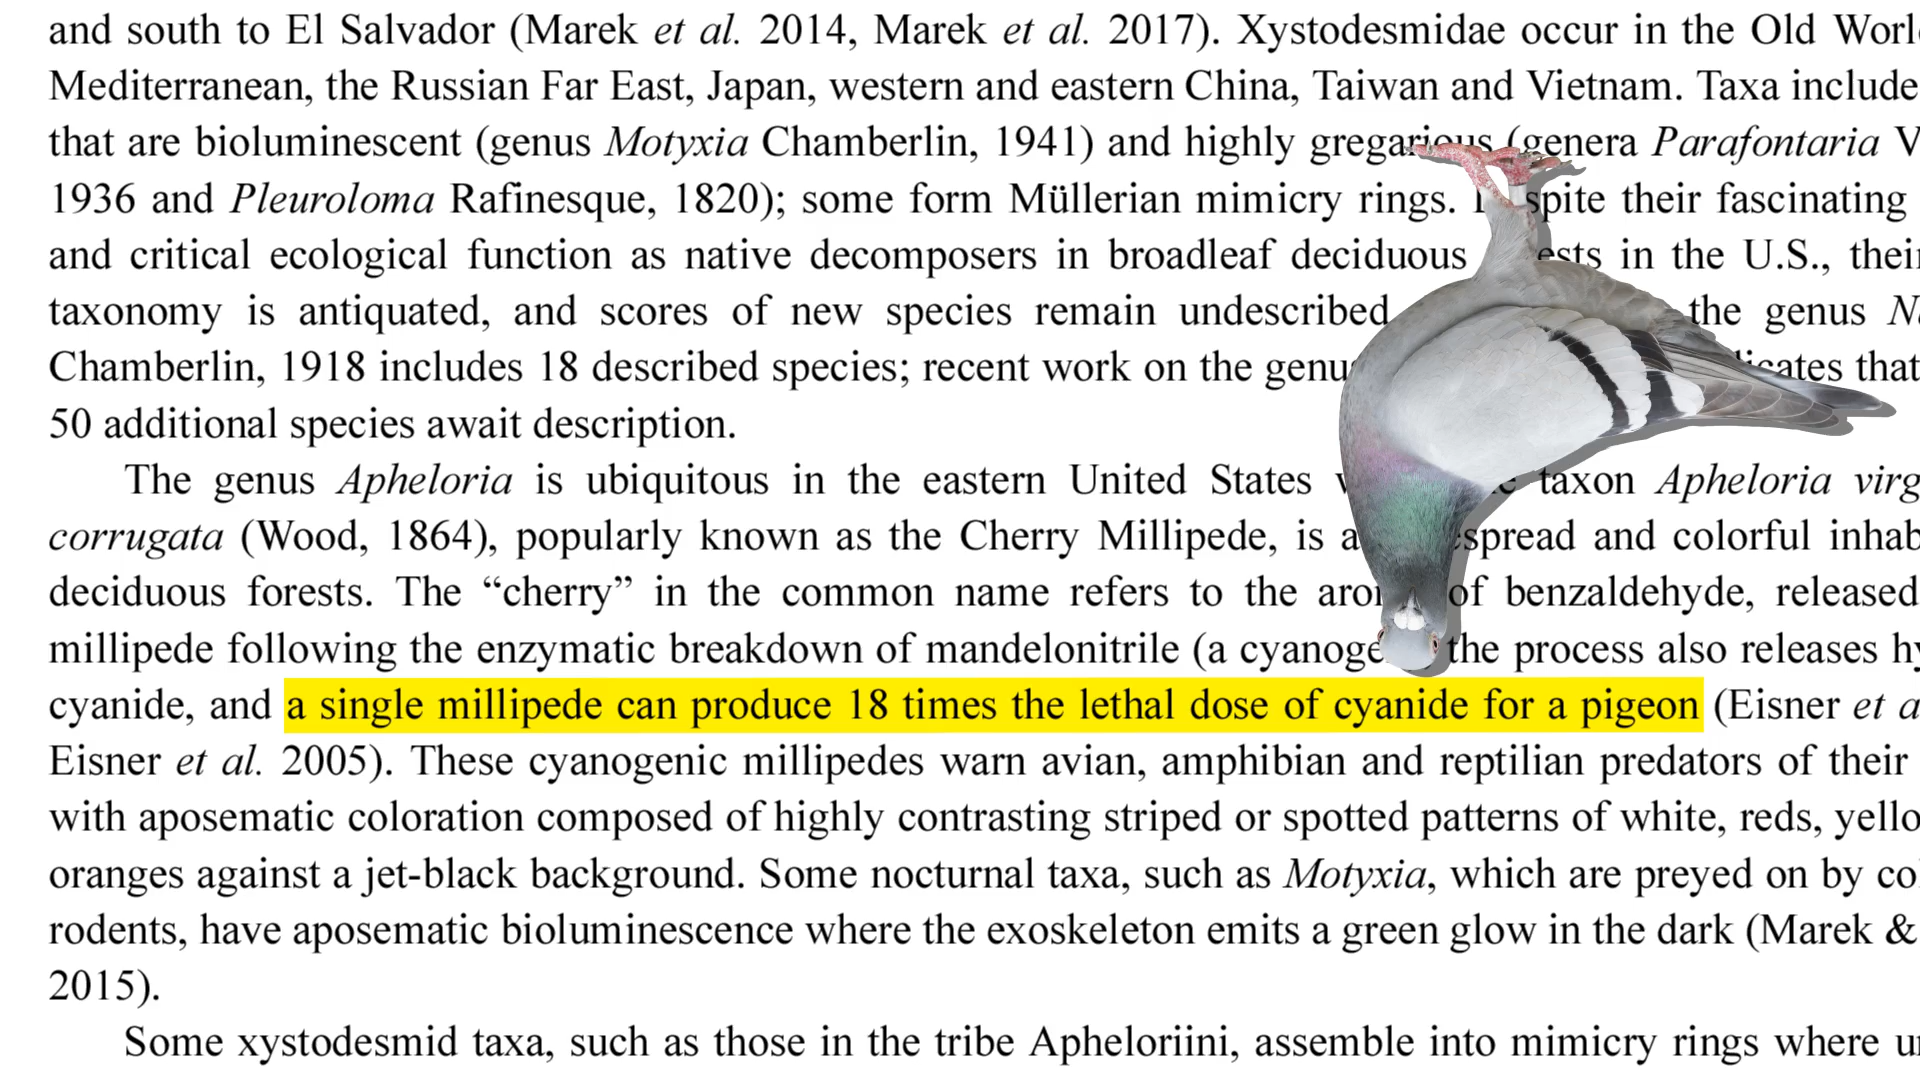 and south to El Salvador (Marek et al. 2014, Marek et al. 2017). Xystodesmidae occur in the Old
Mediterranean, the Russian Far East, Japan, western and eastern China, Taiwan and Vietnam. Taxa include
that are bioluminescent (genus Motyxia Chamberlin, 1941) and highly gregarious (genera Parafontaria V
1936 and Pleuroloma Rafinesque, 1820); some form Müllerian mimicry rings. spite their fascinating
and critical ecological function as native decomposers in broadleaf deciduous ests in the U.S., their
taxonomy is antiquated, and scores of new species remain undescribed the genus
Chamberlin, 1918 includes 18 described species; recent work on the genu icates that
50 additional species await description.
The genus Apheloria is ubiquitous in the eastern United States taxon Apheloria virg
corrugata (Wood, 1864), popularly known as the Cherry Millipede, is a spread and colorful inhab
deciduous forests. The “cherry” in the common name refers to the aro of benzaldehyde, released
millipede following the enzymatic breakdown of mandelonitrile (a cyanoge the process also releases hy
cyanide, and a single millipede can produce 18 times the lethal dose of cyanide for a pigeon (Eisner et a
Eisner et al. 2005). These cyanogenic millipedes warn avian, amphibian and reptilian predators of their
with aposematic coloration composed of highly contrasting striped or spotted patterns of white, reds, yello
oranges against a jet-black background. Some nocturnal taxa, such as Motyxia, which are preyed on by co
rodents, have aposematic bioluminescence where the exoskeleton emits a green glow in the dark (Marek &
2015).
Some xystodesmid taxa, such as those in the tribe Apheloriini, assemble into mimicry rings where